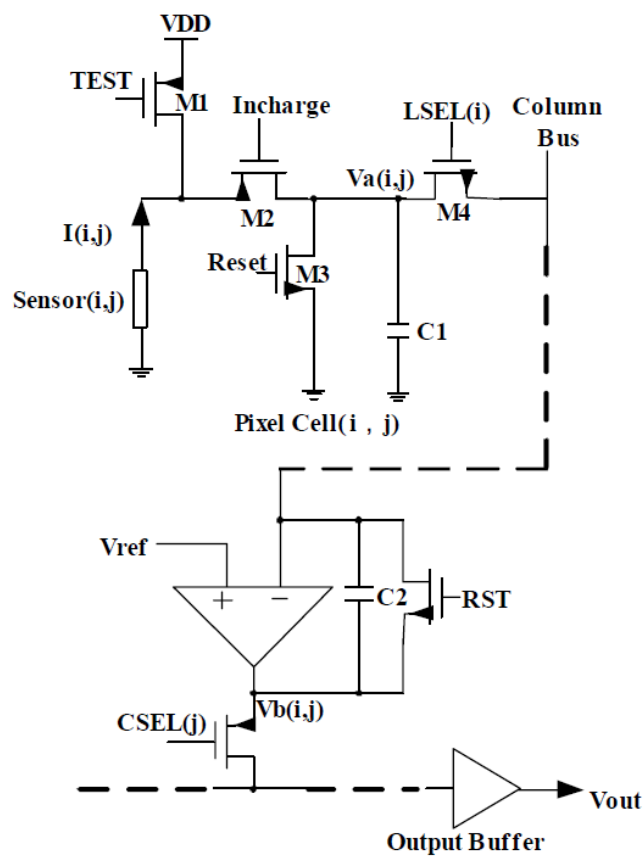 VDD
TEST
M1
Incharge
LSEL(i)
Column
Bus
Va(i,j)
M2
M4
I(i,j)
Reset
M3
Sensor(i,j)
C1
Pixel Cell(i , j)
Vref
+
−
C2
RST
CSEL(j)
Vb(i,j)
Vout
Output Buffer